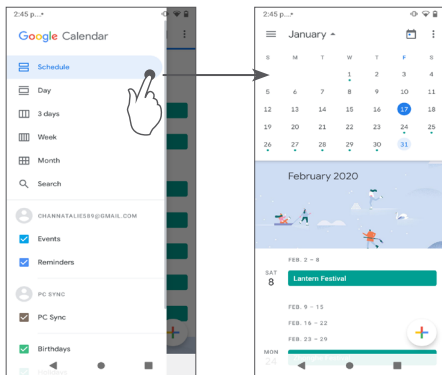 2:45 p...•
Google Calendar
Schedule
Day
3 days
Week
Month
Search
CHANNATALIES89@GMAIL.COM
Events
Reminders
PC SYNC
PC Sync
Birthdays
2:45 p...•
January
S M T W T F S
1 2 3 4
5 6 7 8 9 10 11
12 13 14 15 16 17 18
19 20 21 22 23 24 25
26 27 28 29 30 31
February 2020
FEB. 2 – 8
SAT
8
Lantern Festival
FEB. 9 – 15
FEB. 16 – 22
FEB. 23 – 29
MON
24